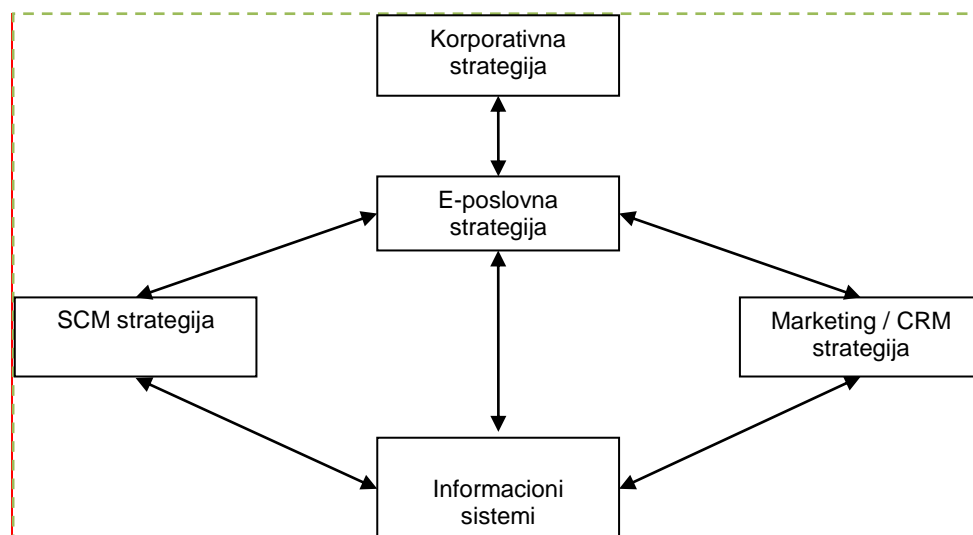 Korporativna
strategija
E-poslovna
strategija
SCM strategija
Marketing / CRM
strategija
Informacioni
sistemi